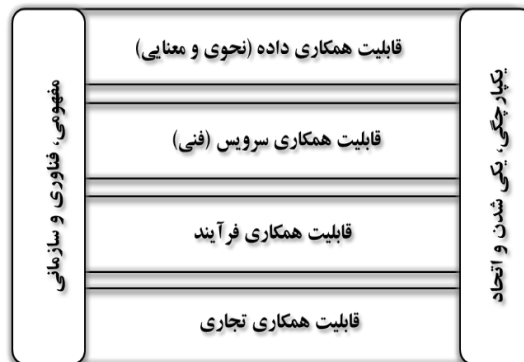 یکپارچگی، یکی شدن و اتحاد
قابلیت همکاری داده (نحوی و معنایی)
قابلیت همکاری سرویس (فنی)
قابلیت همکاری فرآیند
قابلیت همکاری تجاری
مفهومی، فناوری و سازمانی